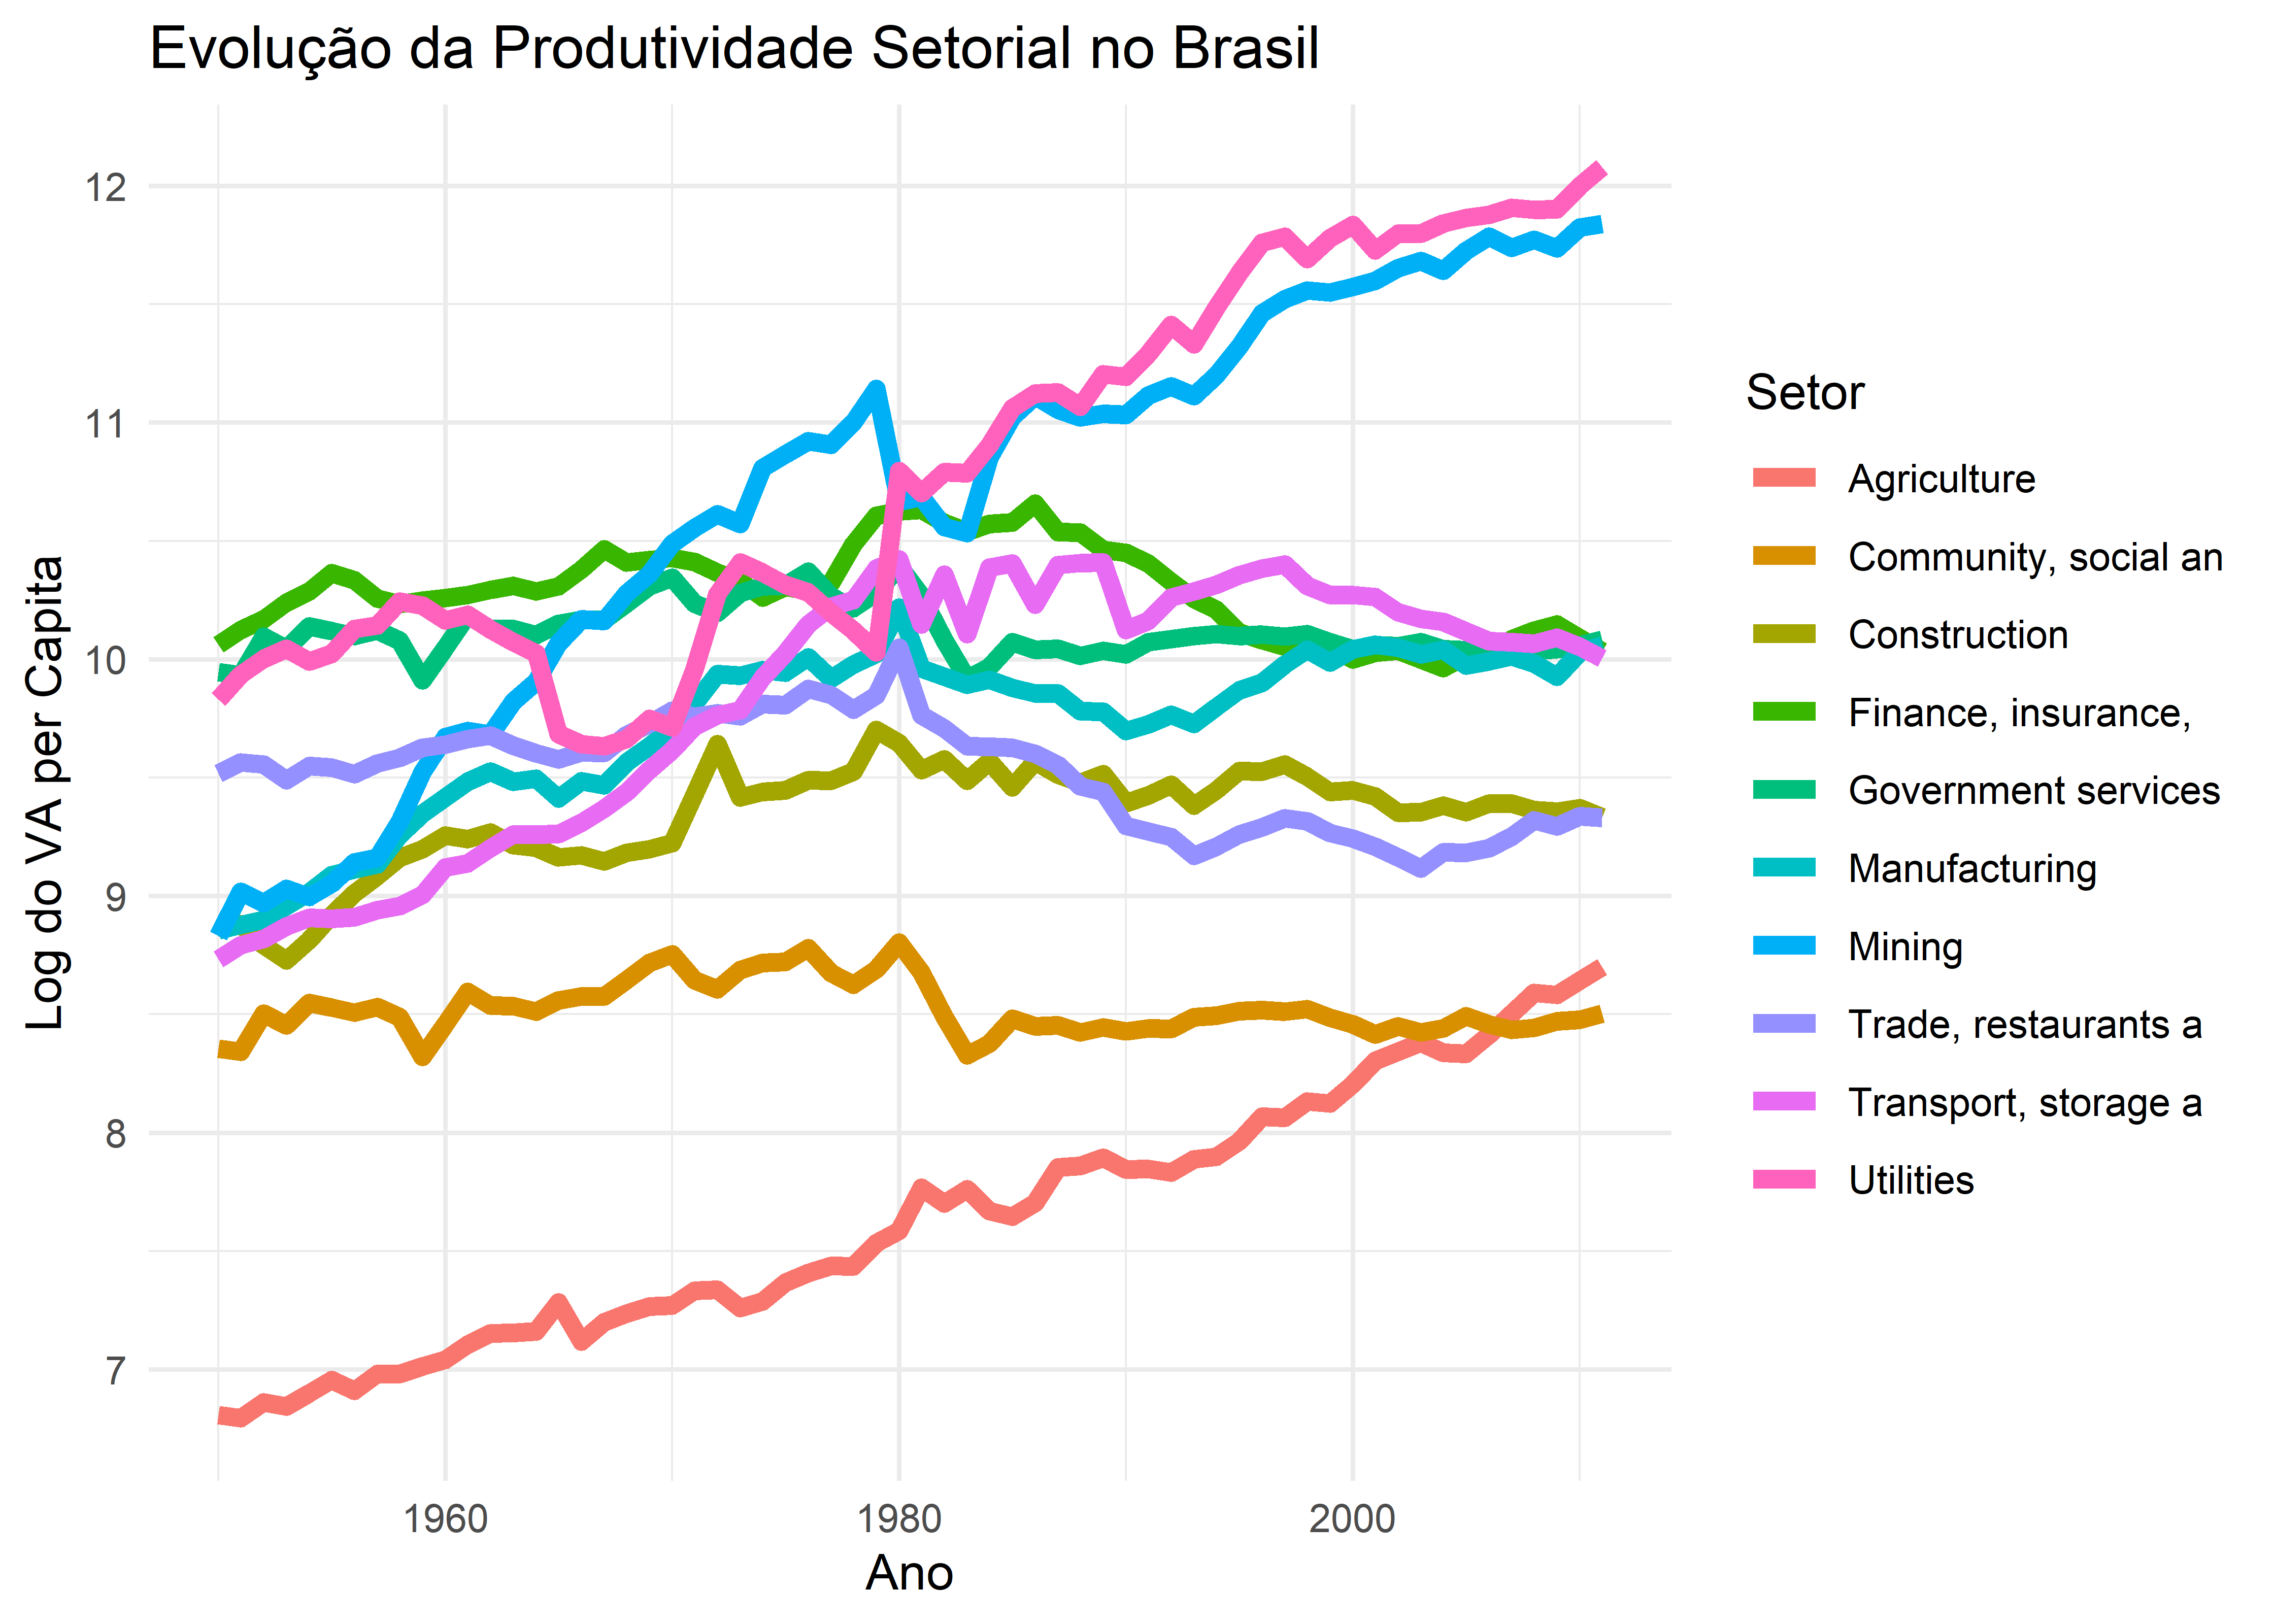 Evolução da Produtividade Setorial no Brasil
12
11
10
9
8
7
Log do VA per Capita
1960
1980
2000
Ano
Setor
Agriculture
Community, social an
Construction
Finance, insurance,
Government services
Manufacturing
Mining
Trade, restaurants a
Transport, storage a
Utilities